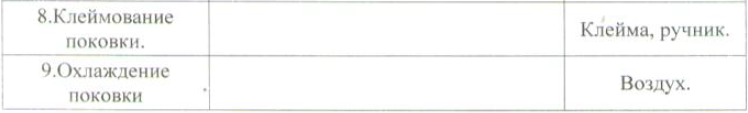 8.Клеймование
поковки.
Клейма, ручник.
9.Охлаждение
поковки
Воздух.